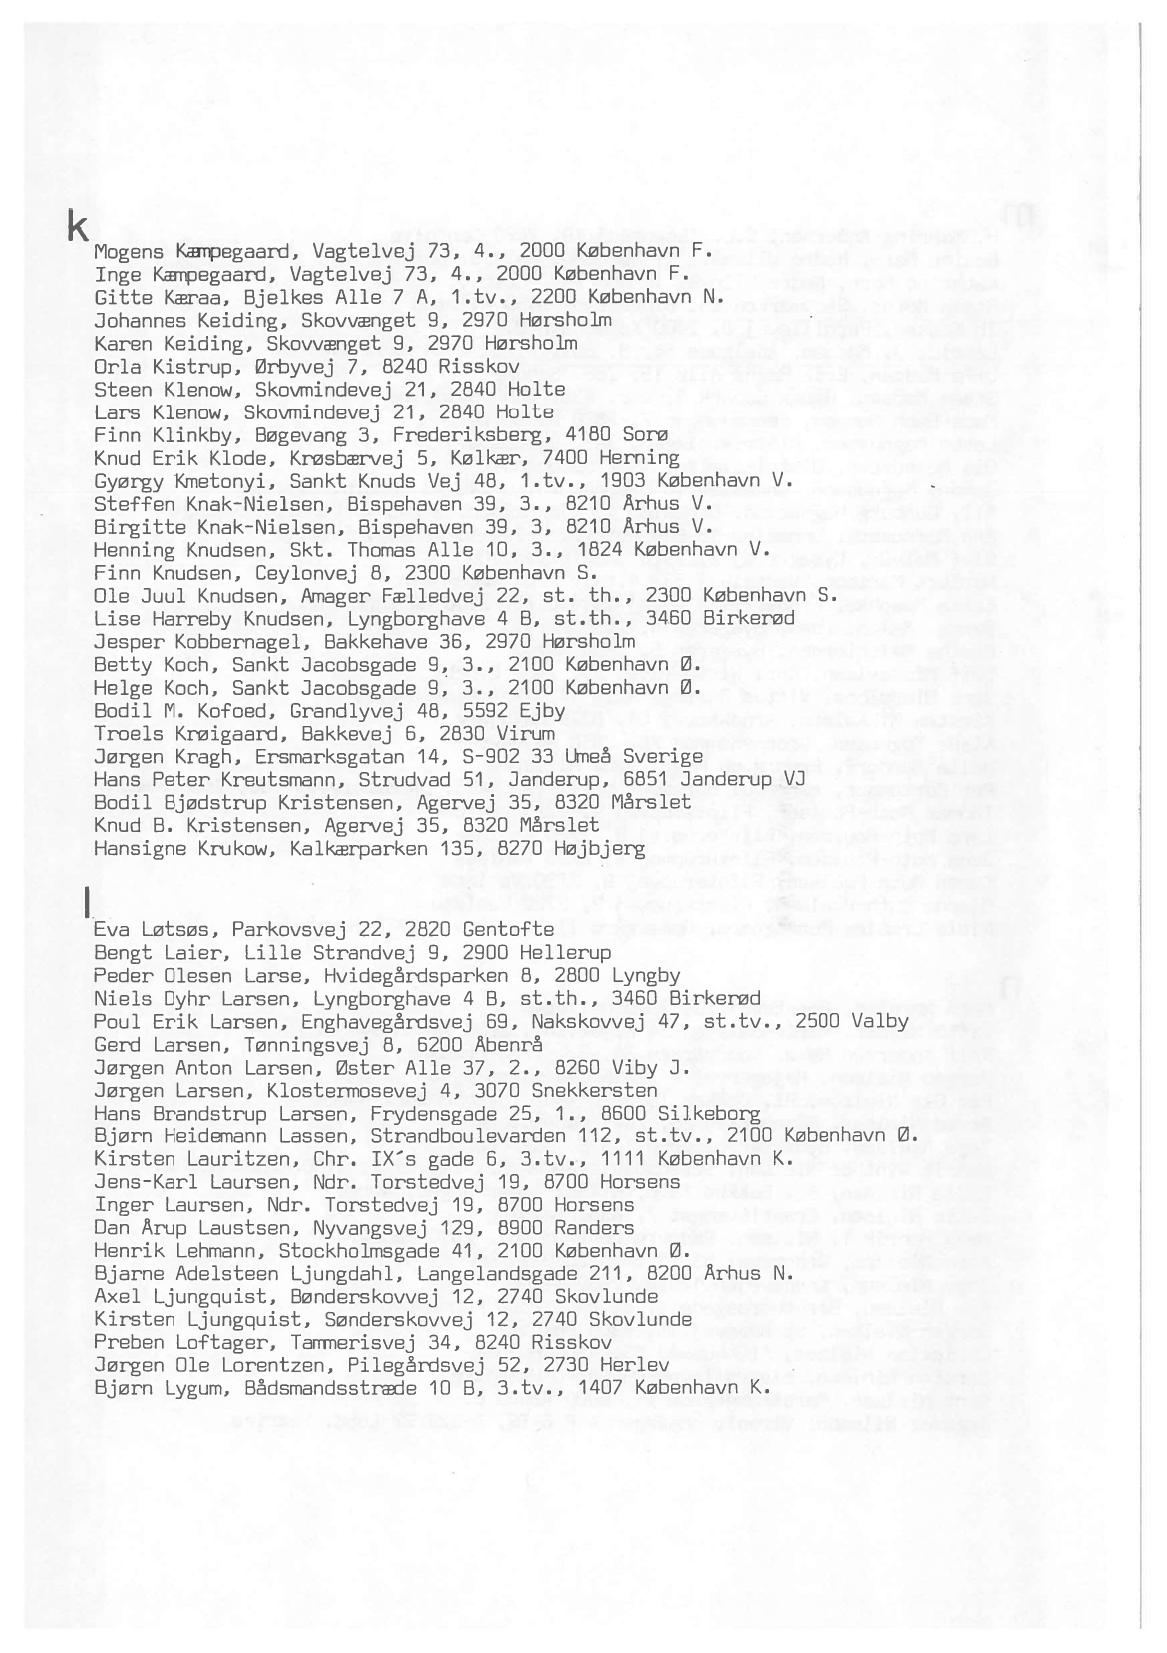 k
Mogens Kæmpegaard, Vagtelvej 73, 4., 2000 København F.
Inge Kæmpegaard, Vagtelvej 73, 4., 2000 København F.
Gitte Kæraa, Bjelkes Alle 7 A, 1.tv., 2200 København N.
Johannes Keiding, Skovvænget 9, 2970 Hørsholm
Karen Keiding, Skovvænget 9, 2970 Hørsholm
Orla Kistrup, Ørbyvej 7, 8240 Risskov
Steen Klenow, Skovmindevej 21, 2840 Holte
Lars Klenow, Skovmindevej 21, 2840 Holte
Finn Klinkby, Bøgevang 3, Frederiksberg, 4180 Sorø
Knud Erik Klode, Krøsbærvej 5, Kølkær, 7400 Herning
Gyørgy Kmetonyi, Sankt Knuds Vej 48, 1.tv., 1903 København V.
Steffen Knak-Nielsen, Bispehaven 39, 3., 8210 Århus V.
Birgitte Knak-Nielsen, Bispehaven 39, 3, 8210 Århus V.
Henning Knudsen, Skt. Thomas Alle 10, 3., 1824 København V.
Finn Knudsen, Ceylonvej 8, 2300 København S.
Ole Juul Knudsen, Amager Fælledvej 22, st. th., 2300 København S.
Lise Harreby Knudsen, Lyngborghave 4 B, st.th., 3460 Birkerød
Jesper Kobbernagel, Bakkehave 36, 2970 Hørsholm
Betty Koch, Sankt Jacobsgade 9, 3., 2100 København Ø.
Helge Koch, Sankt Jacobsgade 9, 3., 2100 København Ø.
Bodil M. Kofoed, Grandlyvej 48, 5592 Ejby
Troels Krøigaard, Bakkevej 6, 2830 Virum
Jørgen Kragh, Ersmarksgatan 14, S-902 33 Umeå Sverige
Hans Peter Kreutsmann, Strudvad 51, Janderup, 6851 Janderup VJ
Bodil Bjødstrup Kristensen, Agervej 35, 8320 Mårslet
Knud B. Kristensen, Agervej 35, 8320 Mårslet
Hansigne Krukow, Kalkærparken 135, 8270 Højbjerg
l
Eva Løtsøs, Parkovsvej 22, 2820 Gentofte
Bengt Laier, Lille Strandvej 9, 2900 Hellerup
Peder Olesen Larse, Hvidegårdsparken 8, 2800 Lyngby
Niels Dyhr Larsen, Lyngborghave 4 B, st.th., 3460 Birkerød
Poul Erik Larsen, Enghavegårdsvej 69, Nakskovvej 47, st.tv., 2500 Valby
Gerd Larsen, Tønningsvej 8, 6200 Åbenrå
Jørgen Anton Larsen, Øster Alle 37, 2., 8260 Viby J.
Jørgen Larsen, Klostermosevej 4, 3070 Snekkersten
Hans Brandstrup Larsen, Frydensgade 25, 1., 8600 Silkeborg
Bjørn Heidemann Lassen, Strandboulevarden 112, st.tv., 2100 København Ø.
Kirsten Lauritzen, Chr. IX´s gade 6, 3.tv., 1111 København K.
Jens-Karl Laursen, Ndr. Torstedvej 19, 8700 Horsens
Inger Laursen, Ndr. Torstedvej 19, 8700 Horsens
Dan Årup Laustsen, Nyvangsvej 129, 8900 Randers
Henrik Lehmann, Stockholmsgade 41, 2100 København Ø.
Bjarne Adelsteen Ljungdahl, Langelandsgade 211, 8200 Århus N.
Axel Ljungquist, Bønderskovvej 12, 2740 Skovlunde
Kirsten Ljungquist, Sønderskovvej 12, 2740 Skovlunde
Preben Loftager, Tammerisvej 34, 8240 Risskov
Jørgen Ole Lorentzen, Pilegårdsvej 52, 2730 Herlev
Bjørn Lygum, Bådsmandsstræde 10 B, 3.tv., 1407 København K.